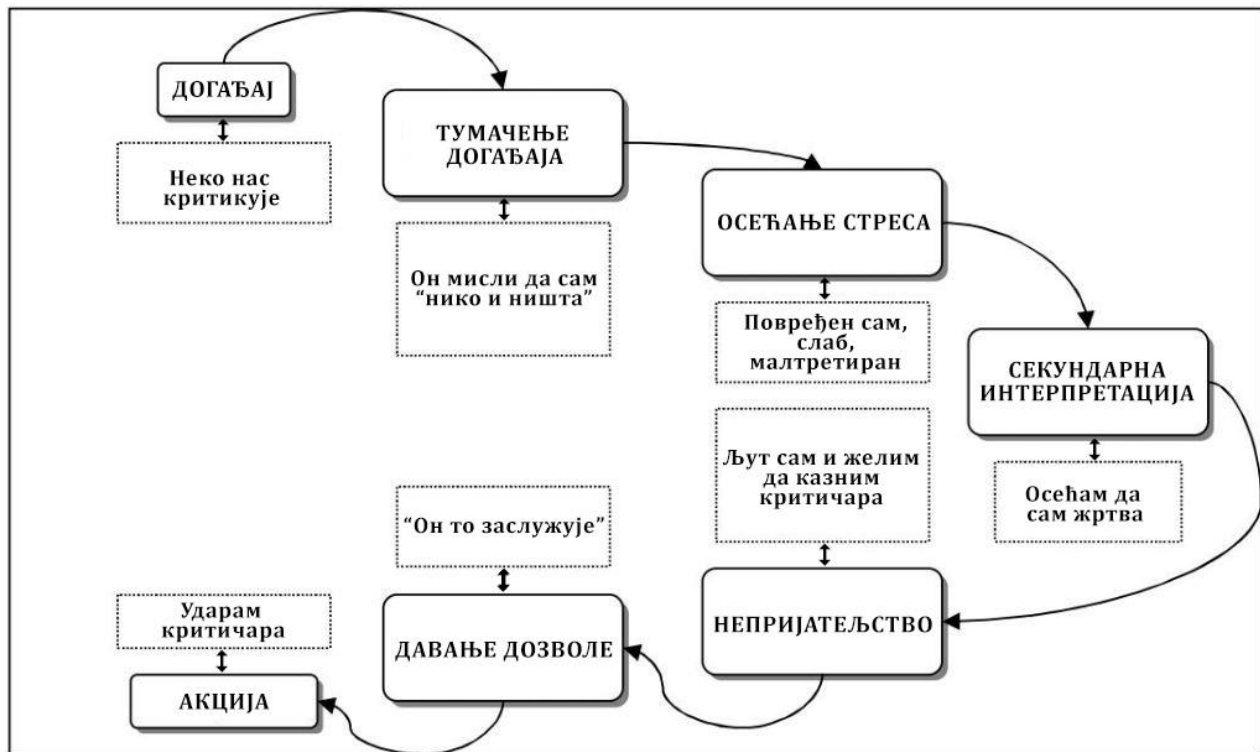 ДОГАЂАЈ
Неко нас
критикује
ТУМАЧЕЊЕ
ДОГАЂАЈА
Он мисли да сам
“нико и ништа”
ОСЕЋАЊЕ СТРЕСА
Повређен сам,
слаб,
малтретиран
СЕКУНДАРНА
ИНТЕРПРЕТАЦИЈА
Осећам да
сам жртва
Љут сам и желим
да казним
критичара
НЕПРИЈАТЕЉСТВО
“Он то заслужује”
ДАВАЊЕ ДОЗВОЛЕ
Ударам
критичара
АКЦИЈА